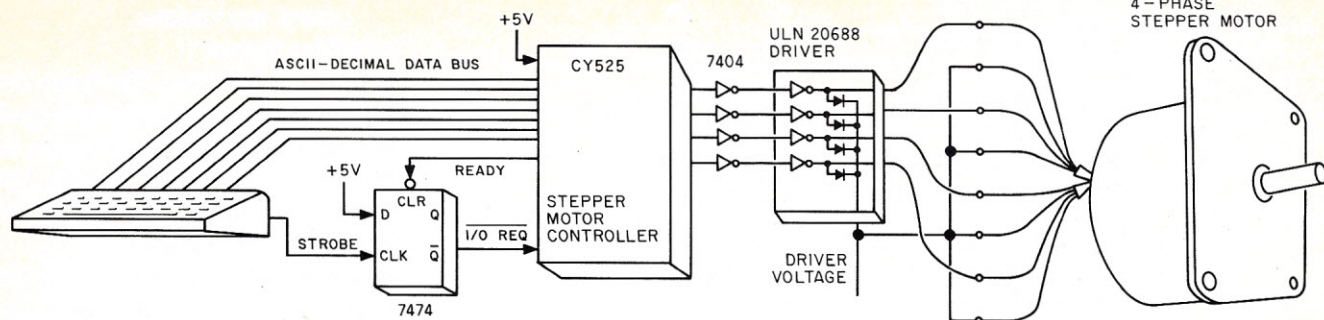 4-PHASE
STEPPER MOTOR
ULN 20688
DRIVER
+5V
7404
ASCII-DECIMAL DATA BUS
CY525
READY
+5V
CLR
D Q
STEPPER
MOTOR
CONTROLLER
I/O REQ
STROBE
CLK Q
DRIVER
VOLTAGE
7474